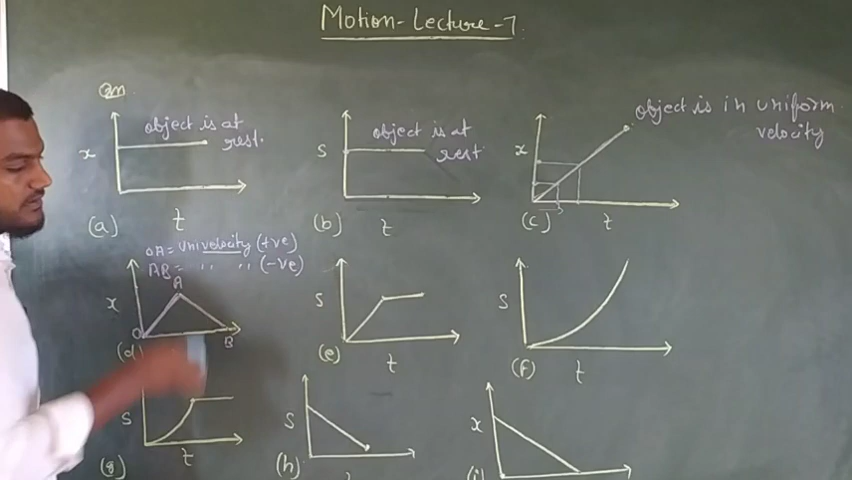 Motion-Lecture-7
Qn.
object is at
rest.
x
t
(a)
object is at
rest
s
t
(b)
object is in uniform
velocity
x
t
(c)
OA = uni velocity (+ve)
AB = " " (-ve)
x
A
O
B
(d)
s
t
(e)
s
t
(f)
s
t
(g)
s
(h)
x
(i)